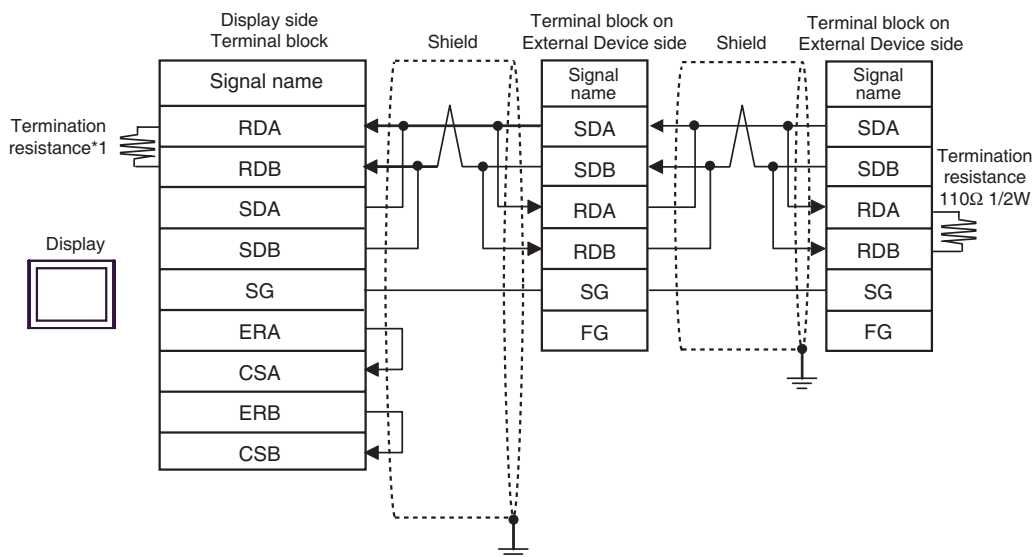 Display side
Terminal block
Shield
Terminal block on
External Device side
Shield
Terminal block on
External Device side
Termination
resistance*1
Display
Signal name
RDA
RDB
SDA
SDB
SG
ERA
CSA
ERB
CSB
Signal
name
SDA
SDB
RDA
RDB
SG
FG
Signal
name
SDA
SDB
RDA
RDB
SG
FG
Termination
resistance
110Ω 1/2W